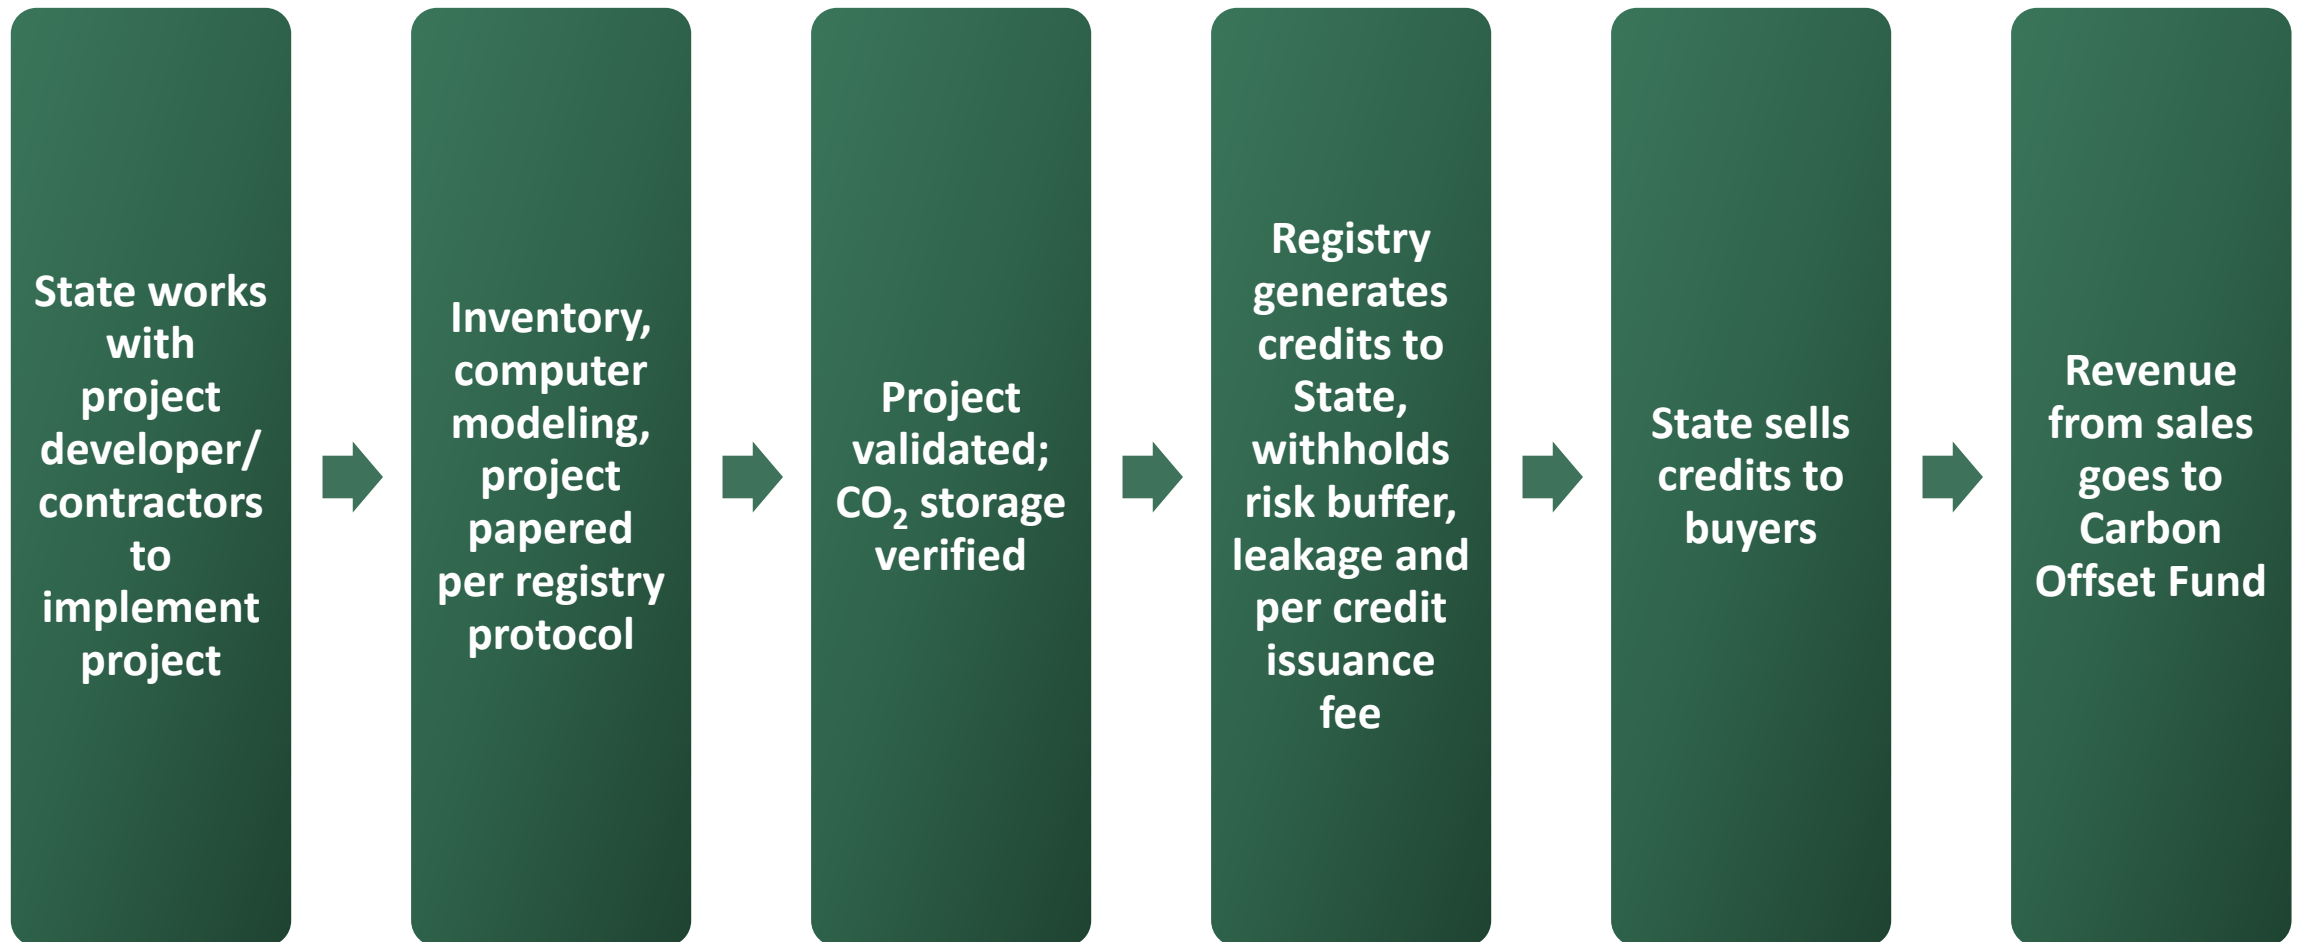 State works
with
project
developer/
contractors
to
implement
project
Inventory,
computer
modeling,
project
papered
per registry
protocol
Project
validated;
CO₂ storage
verified
Registry
generates
credits to
State,
withholds
risk buffer,
leakage and
per credit
issuance
fee
State sells
credits to
buyers
Revenue
from sales
goes to
Carbon
Offset Fund